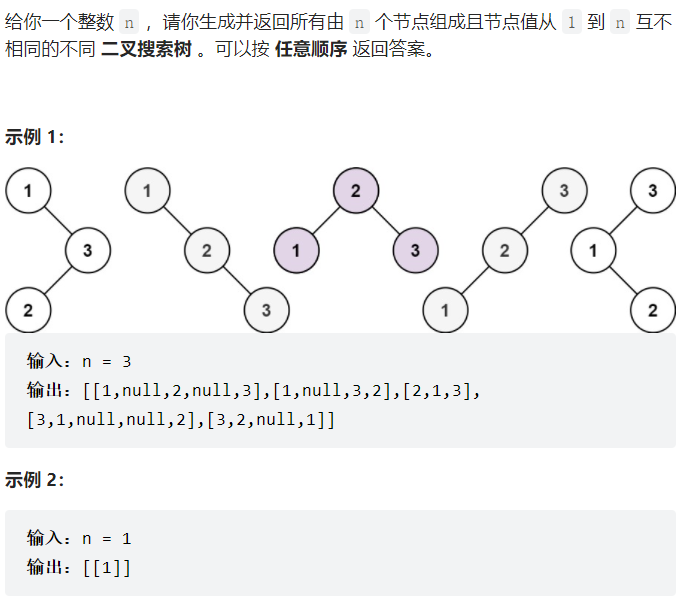 给你一个整数 n ，请你生成并返回所有由 n 个节点组成且节点值从 1 到 n 互不
相同的不同 二叉搜索树 。可以按 任意顺序 返回答案。
示例 1：
1 1 2 3 3
3 2 1 3 2 1
2 3 1 2
输入：n = 3
输出：[[1,null,2,null,3],[1,null,3,2],[2,1,3],
[3,1,null,null,2],[3,2,null,1]]
示例 2：
输入：n = 1
输出：[[1]]